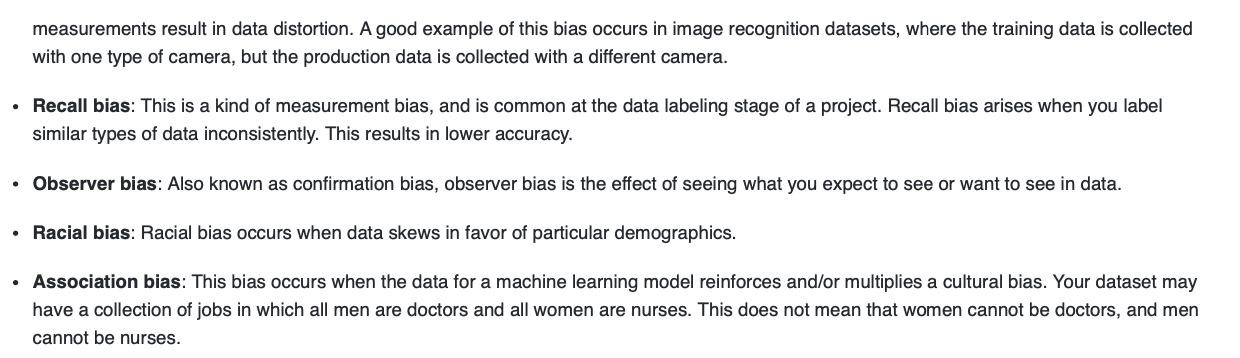 measurements result in data distortion. A good example of this bias occurs in image recognition datasets, where the training data is collected
with one type of camera, but the production data is collected with a different camera.
• Recall bias: This is a kind of measurement bias, and is common at the data labeling stage of a project. Recall bias arises when you label
similar types of data inconsistently. This results in lower accuracy.
• Observer bias: Also known as confirmation bias, observer bias is the effect of seeing what you expect to see or want to see in data.
• Racial bias: Racial bias occurs when data skews in favor of particular demographics.
• Association bias: This bias occurs when the data for a machine learning model reinforces and/or multiplies a cultural bias. Your dataset may
have a collection of jobs in which all men are doctors and all women are nurses. This does not mean that women cannot be doctors, and men
cannot be nurses.